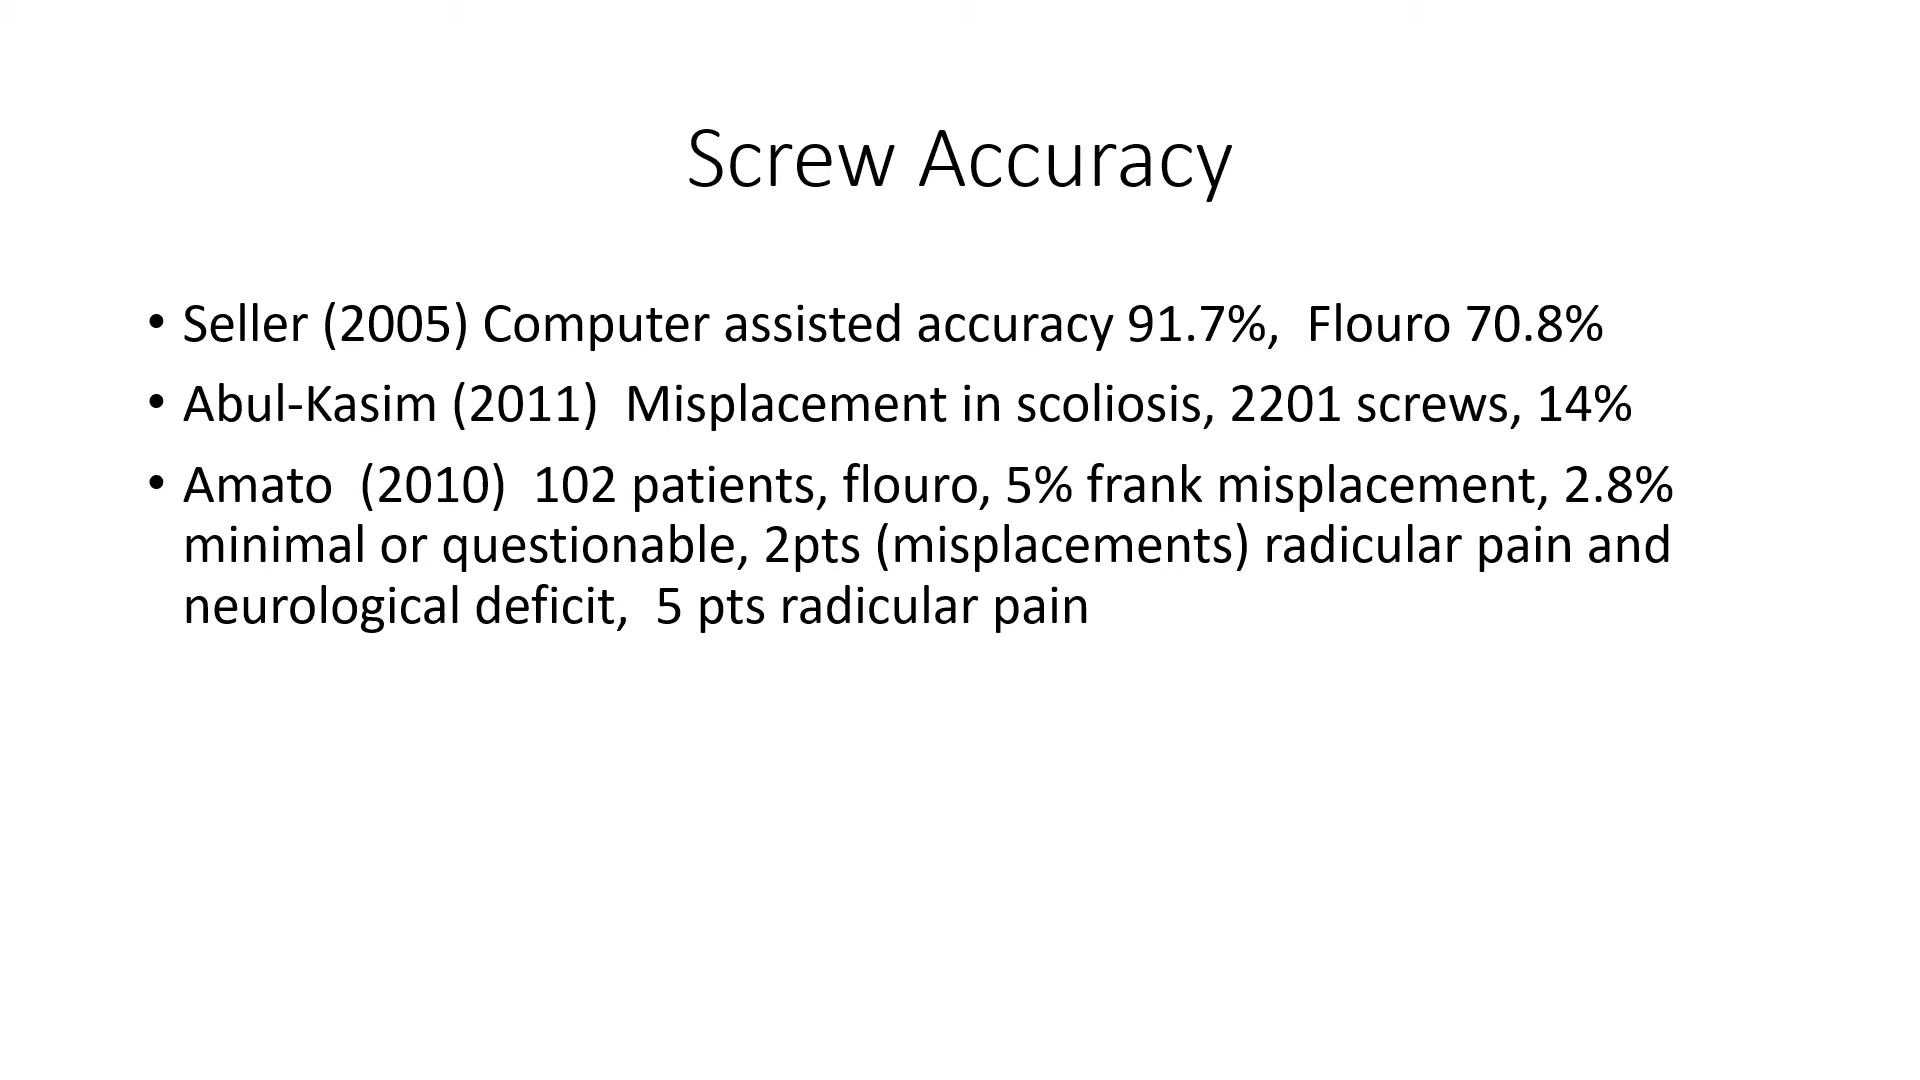 Screw Accuracy
• Seller (2005) Computer assisted accuracy 91.7%,  Flouro 70.8%
• Abul-Kasim (2011)  Misplacement in scoliosis, 2201 screws, 14%
• Amato  (2010)  102 patients, flouro, 5% frank misplacement, 2.8%
minimal or questionable, 2pts (misplacements) radicular pain and
neurological deficit,  5 pts radicular pain